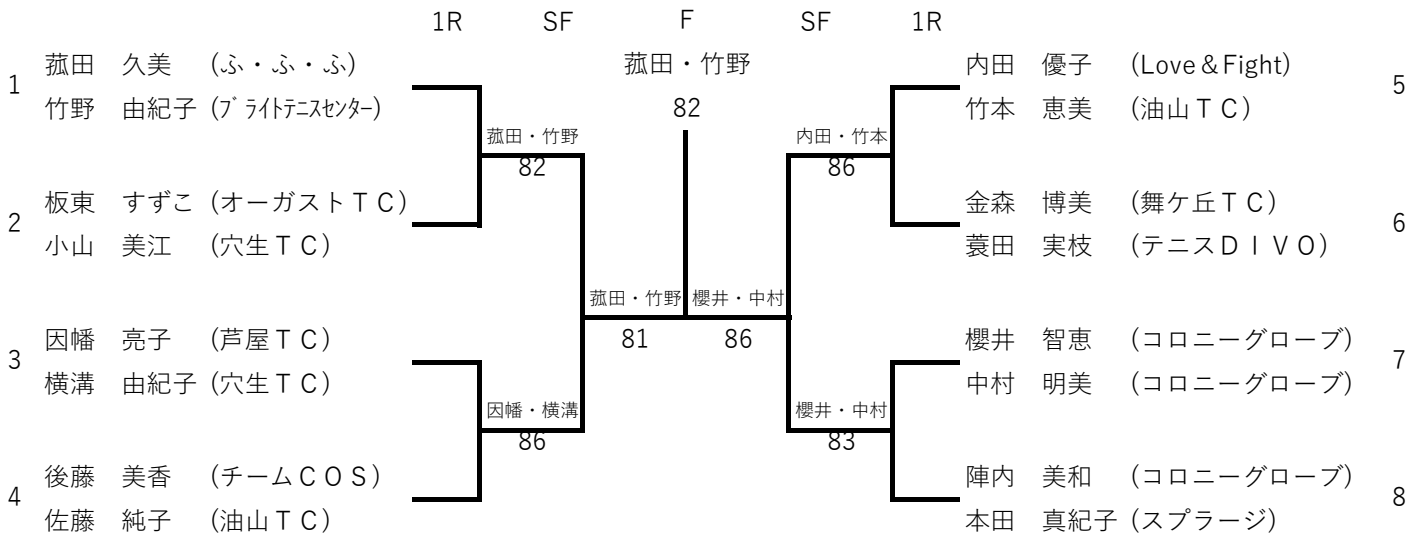 1R SF F SF 1R
菰田・竹野
82
1
菰田 久美 (ふ・ふ・ふ)
竹野 由紀子 (ﾌﾞﾗｲﾄﾃﾆｽｾﾝﾀｰ)
菰田・竹野
82
2
板東 すずこ (オーガストＴＣ)
小山 美江 (穴生ＴＣ)
菰田・竹野
81
3
因幡 亮子 (芦屋ＴＣ)
横溝 由紀子 (穴生ＴＣ)
因幡・横溝
86
4
後藤 美香 (チームＣＯＳ)
佐藤 純子 (油山ＴＣ)
内田 優子 (Love＆Fight)
竹本 恵美 (油山ＴＣ)
5
内田・竹本
86
金森 博美 (舞ケ丘ＴＣ)
蓑田 実枝 (テニスＤＩＶＯ)
6
櫻井・中村
86
櫻井 智恵 (コロニーグローブ)
中村 明美 (コロニーグローブ)
7
櫻井・中村
83
陣内 美和 (コロニーグローブ)
本田 真紀子 (スプラージ)
8